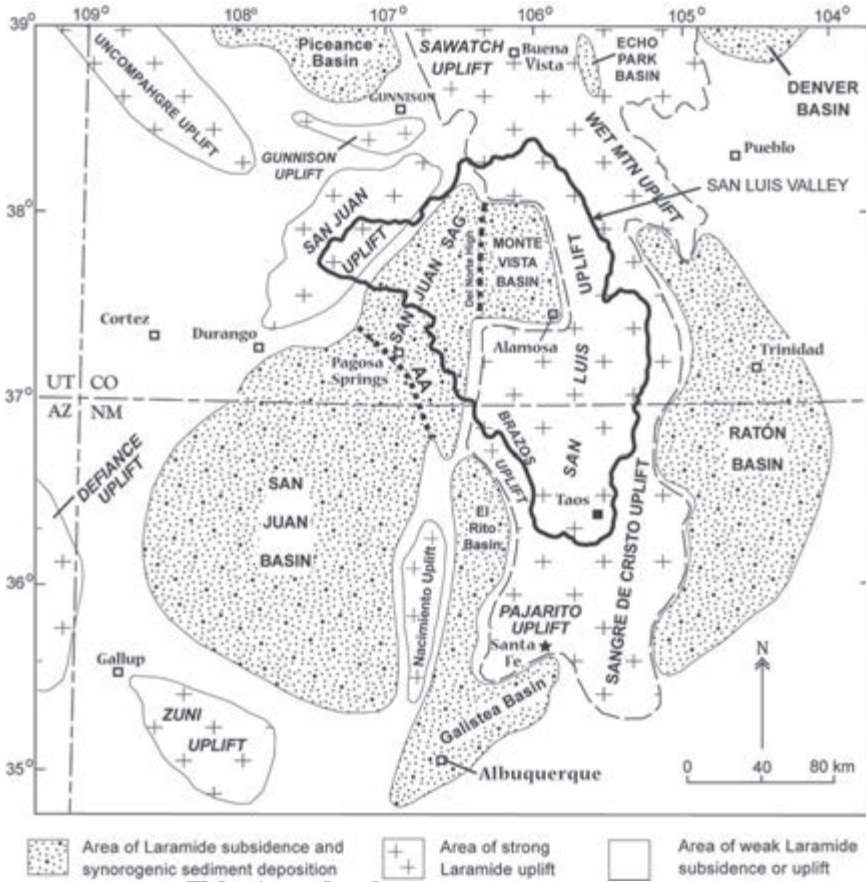 109°
108°
107°
106°
105°
104°
39°
38°
37°
36°
35°
UNCOMPAHGRE UPLIFT
Piceance
Basin
SAWATCH
UPLIFT
Buena
Vista
ECHO
PARK
BASIN
DENVER
BASIN
GUNNISON
GUNNISON
UPLIFT
WET MTN UPLIFT
Pueblo
SAN LUIS VALLEY
SAN JUAN
UPLIFT
SAN JUAN SAG
Del Norte High
MONTE
VISTA
BASIN
UPLIFT
LUIS
SAN
Cortez
Durango
Pagosa
Springs
AA
Alamosa
Trinidad
UT CO
AZ NM
DEFIANCE
UPLIFT
SAN
JUAN
BASIN
BRAZOS
UPLIFT
RATÓN
BASIN
El
Rito
Basin
Taos
Nacimiento Uplift
PAJARITO
UPLIFT
SANGRE DE CRISTO UPLIFT
Santa
Fe
Gallup
ZUNI
UPLIFT
Galistea Basin
Albuquerque
N
0 40 80 km
Area of Laramide subsidence and
synorogenic sediment deposition
Area of strong
Laramide uplift
Area of weak Laramide
subsidence or uplift